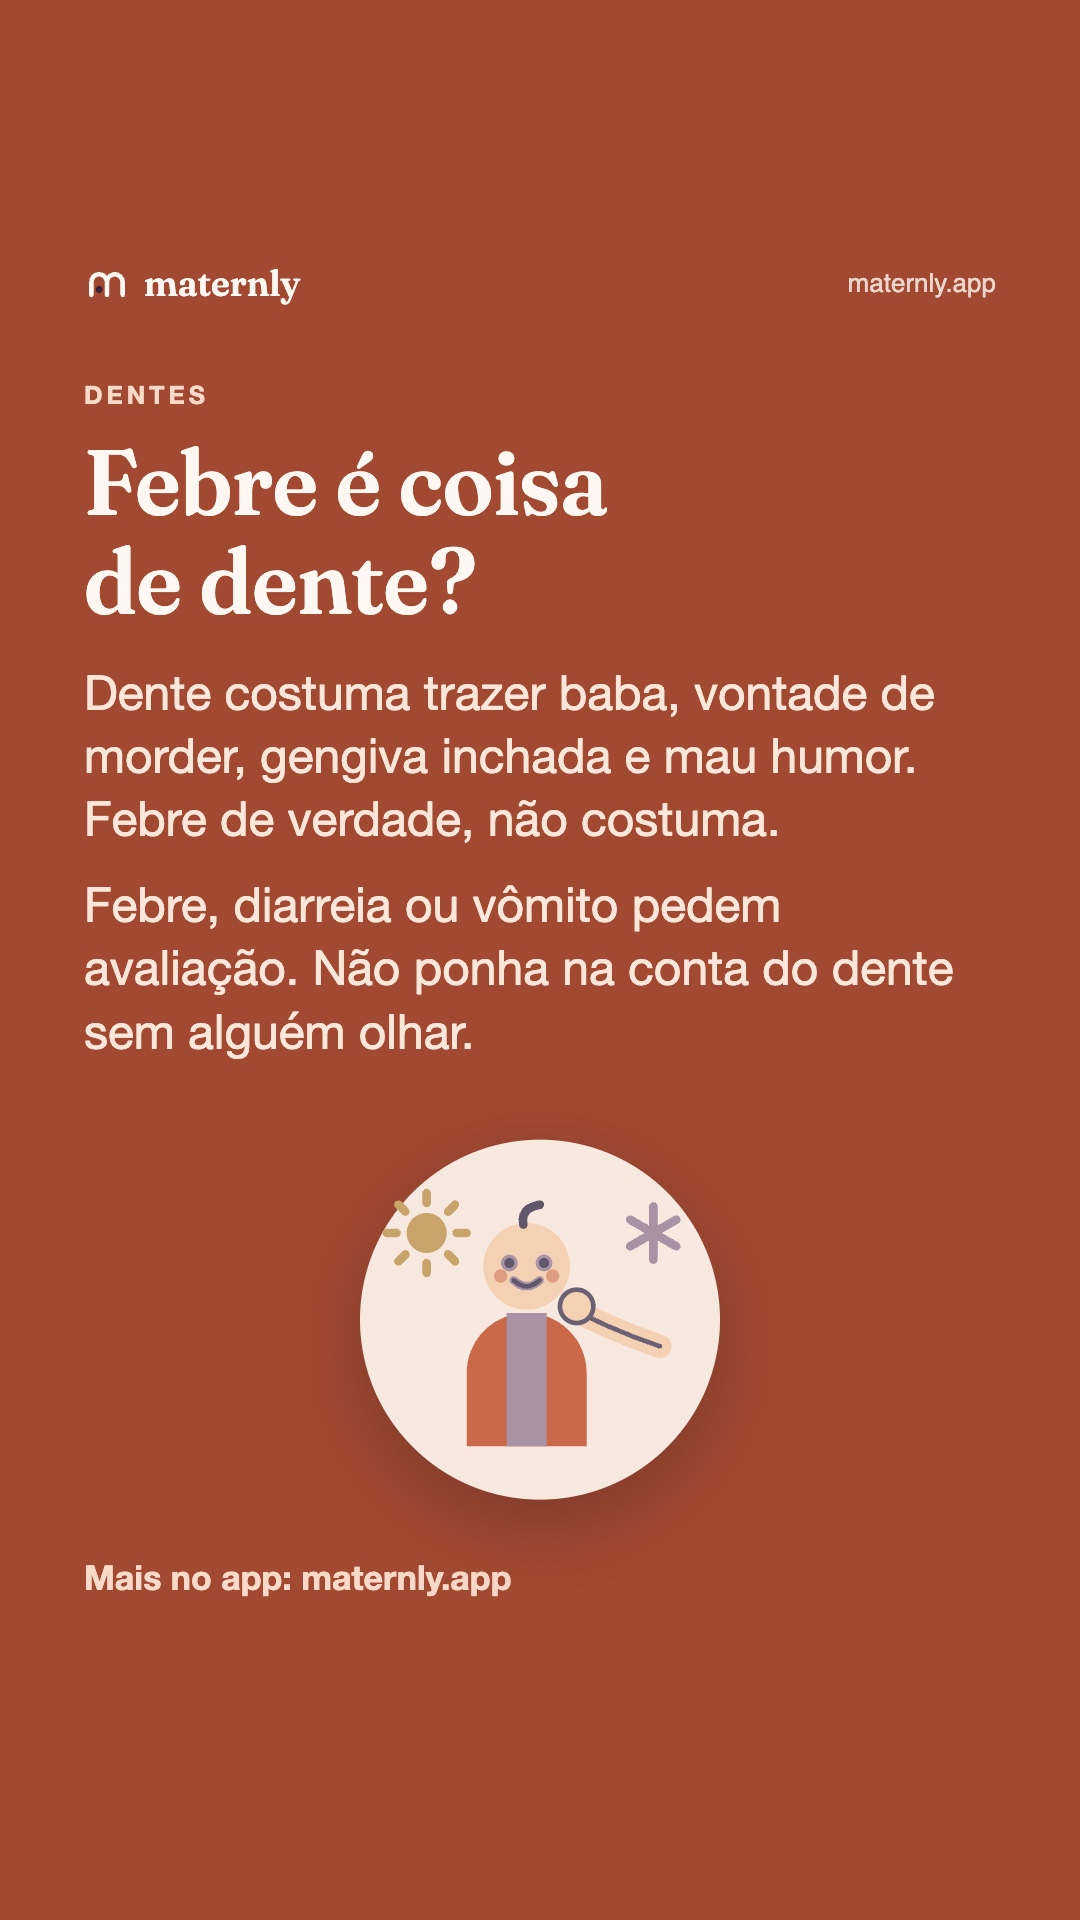 maternly
maternly.app
DENTES
Febre é coisa
de dente?
Dente costuma trazer baba, vontade de
morder, gengiva inchada e mau humor.
Febre de verdade, não costuma.
Febre, diarreia ou vômito pedem
avaliação. Não ponha na conta do dente
sem alguém olhar.
Mais no app: maternly.app